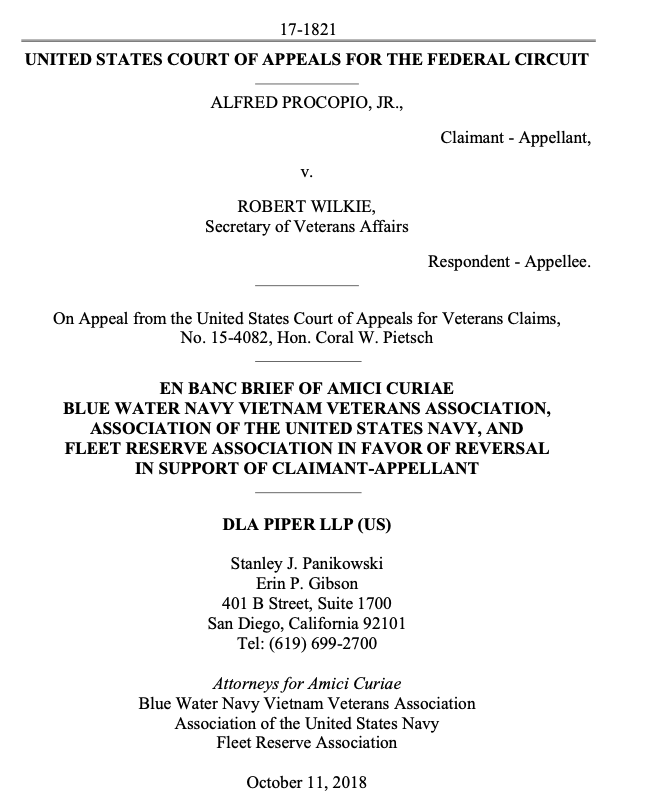 17-1821
UNITED STATES COURT OF APPEALS FOR THE FEDERAL CIRCUIT
ALFRED PROCOPIO, JR.,
Claimant - Appellant,
v.
ROBERT WILKIE,
Secretary of Veterans Affairs
Respondent - Appellee.
On Appeal from the United States Court of Appeals for Veterans Claims,
No. 15-4082, Hon. Coral W. Pietsch
EN BANC BRIEF OF AMICI CURIAE
BLUE WATER NAVY VIETNAM VETERANS ASSOCIATION,
ASSOCIATION OF THE UNITED STATES NAVY, AND
FLEET RESERVE ASSOCIATION IN FAVOR OF REVERSAL
IN SUPPORT OF CLAIMANT-APPELLANT
DLA PIPER LLP (US)
Stanley J. Panikowski
Erin P. Gibson
401 B Street, Suite 1700
San Diego, California 92101
Tel: (619) 699-2700
Attorneys for Amici Curiae
Blue Water Navy Vietnam Veterans Association
Association of the United States Navy
Fleet Reserve Association
October 11, 2018